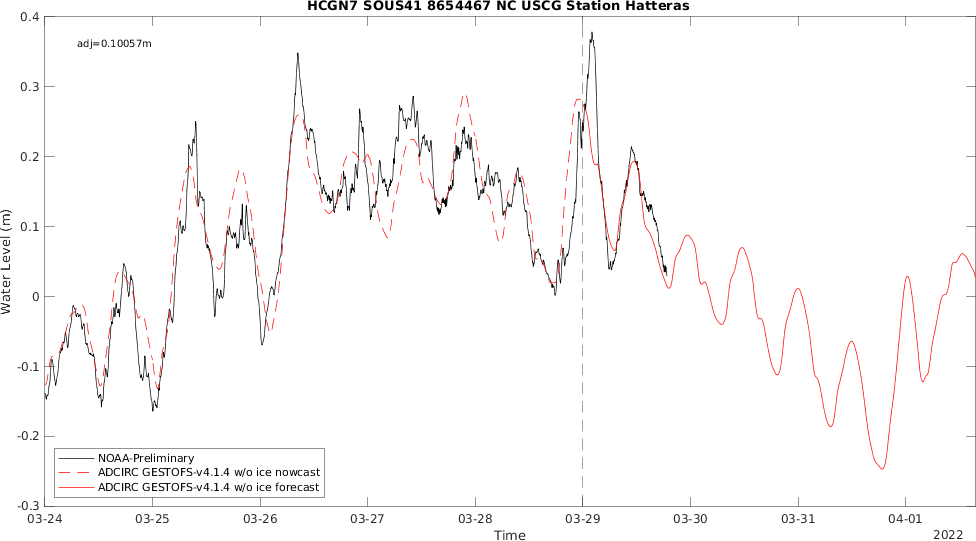 HCGN7 SOUS41 8654467 NC USCG Station Hatteras
adj=0.10057m
0.4
0.3
0.2
0.1
0
-0.1
-0.2
-0.3
Water Level (m)
NOAA-Preliminary
ADCIRC GESTOFS-v4.1.4 w/o ice nowcast
ADCIRC GESTOFS-v4.1.4 w/o ice forecast
03-24 03-25 03-26 03-27 03-28 03-29 03-30 03-31 04-01
Time
2022